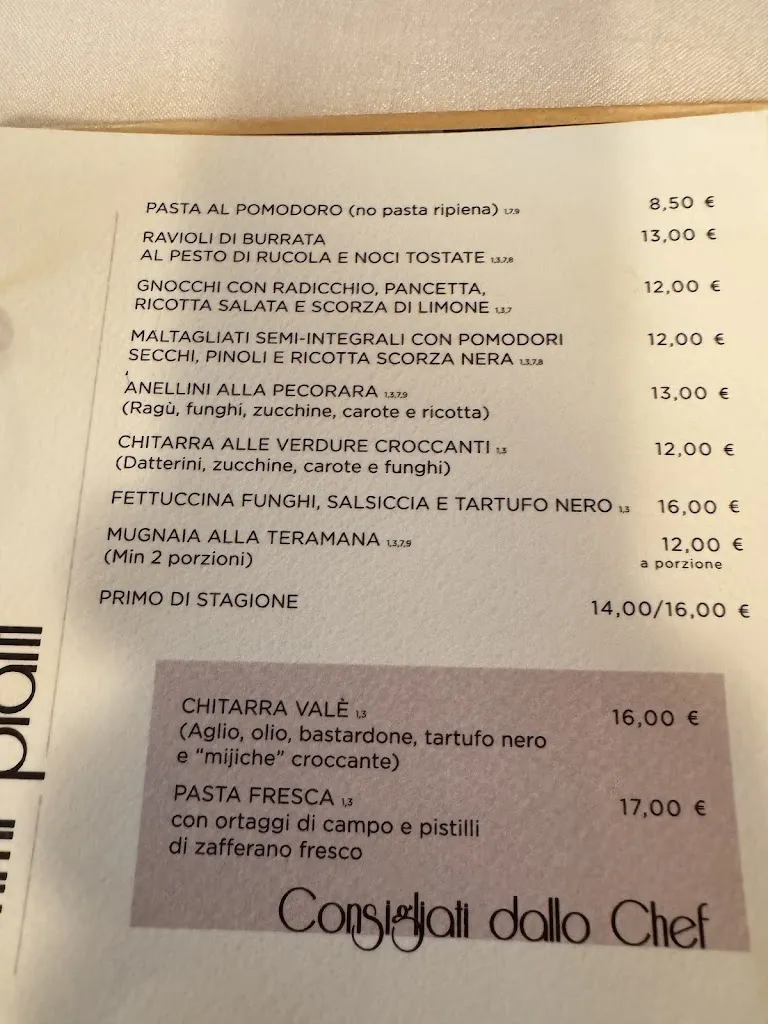 PASTA AL POMODORO (no pasta ripiena) 1,7,9 8,50 €
RAVIOLI DI BURRATA 13,00 €
AL PESTO DI RUCOLA E NOCI TOSTATE 1,3,7,8
GNOCCHI CON RADICCHIO, PANCETTA, 12,00 €
RICOTTA SALATA E SCORZA DI LIMONE 1,3,7
MALTAGLIATI SEMI-INTEGRALI CON POMODORI 12,00 €
SECCHI, PINOLI E RICOTTA SCORZA NERA 1,3,7,8
ANELLINI ALLA PECORARA 1,3,7,9 13,00 €
(Ragù, funghi, zucchine, carote e ricotta)
CHITARRA ALLE VERDURE CROCCANTI 1,3 12,00 €
(Datterini, zucchine, carote e funghi)
FETTUCCINA FUNGHI, SALSICCIA E TARTUFO NERO 1,3 16,00 €
MUGNAIA ALLA TERAMANA 1,3,7,9 12,00 €
(Min 2 porzioni) a porzione
PRIMO DI STAGIONE 14,00/16,00 €
CHITARRA VALÈ 1,3 16,00 €
(Aglio, olio, bastardone, tartufo nero
e “mijiche” croccante)
PASTA FRESCA 1,3 17,00 €
con ortaggi di campo e pistilli
di zafferano fresco
Consigliati dallo Chef
piatti